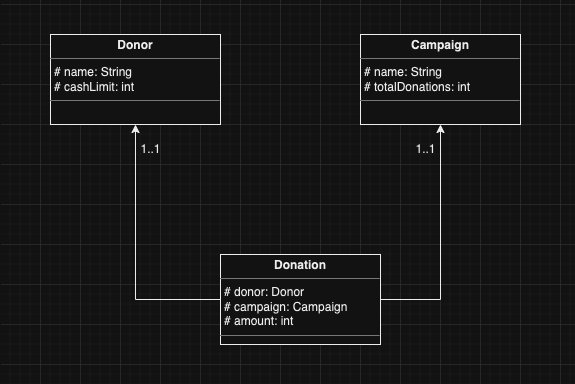 Donor
# name: String
# cashLimit: int
Campaign
# name: String
# totalDonations: int
1..1
1..1
Donation
# donor: Donor
# campaign: Campaign
# amount: int